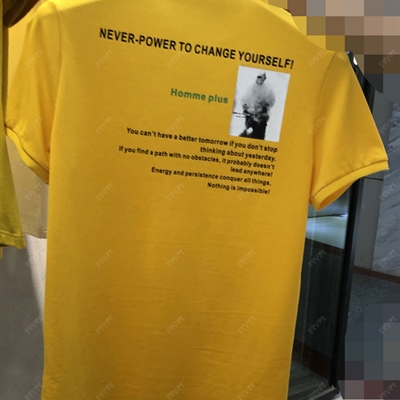 NEVER-POWER TO CHANGE YOURSELF!
Homme plus
You can't have a better tomorrow if you don't stop
thinking about yesterday.
If you find a path with no obstacles, it probably doesn't
lead anywhere!
Energy and persistence conquer all things.
Nothing is impossible!